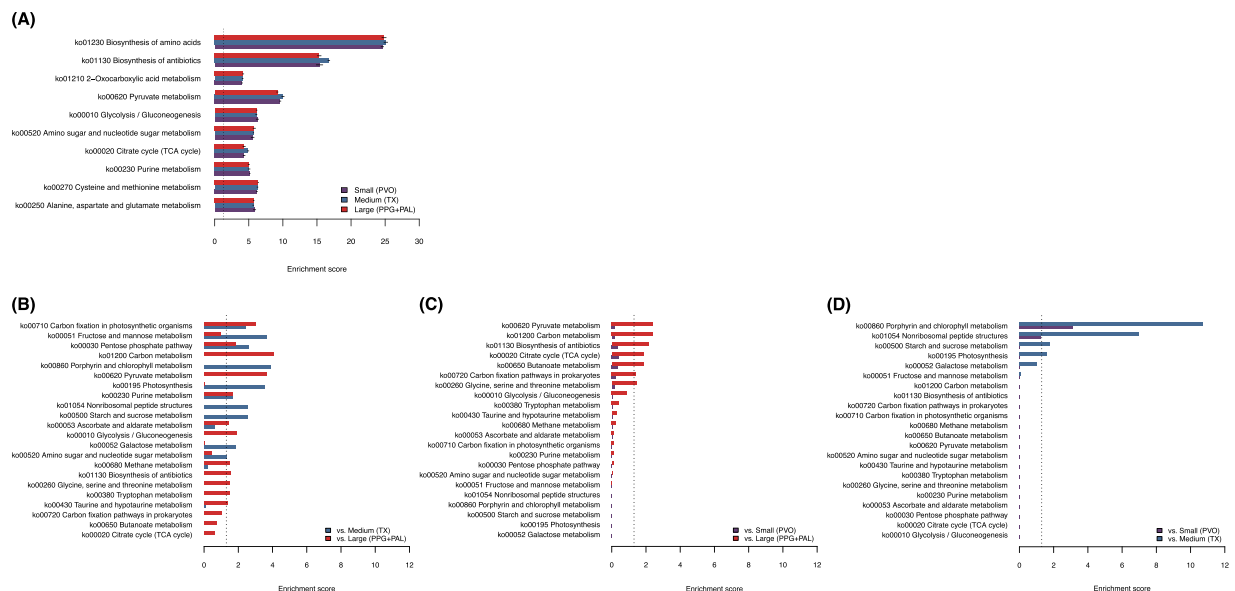 (A)
ko01230 Biosynthesis of amino acids
ko01130 Biosynthesis of antibiotics
ko01210 2−Oxocarboxylic acid metabolism
ko00620 Pyruvate metabolism
ko00010 Glycolysis / Gluconeogenesis
ko00520 Amino sugar and nucleotide sugar metabolism
ko00020 Citrate cycle (TCA cycle)
ko00230 Purine metabolism
ko00270 Cysteine and methionine metabolism
ko00250 Alanine, aspartate and glutamate metabolism
Small (PVO)
Medium (TX)
Large (PPG+PAL)
0 5 10 15 20 25 30
Enrichment score
(B)
ko00710 Carbon fixation in photosynthetic organisms
ko00051 Fructose and mannose metabolism
ko00030 Pentose phosphate pathway
ko01200 Carbon metabolism
ko00860 Porphyrin and chlorophyll metabolism
ko00620 Pyruvate metabolism
ko00195 Photosynthesis
ko00230 Purine metabolism
ko01054 Nonribosomal peptide structures
ko00500 Starch and sucrose metabolism
ko00053 Ascorbate and aldarate metabolism
ko00010 Glycolysis / Gluconeogenesis
ko00052 Galactose metabolism
ko00520 Amino sugar and nucleotide sugar metabolism
ko00680 Methane metabolism
ko01130 Biosynthesis of antibiotics
ko00260 Glycine, serine and threonine metabolism
ko00380 Tryptophan metabolism
ko00430 Taurine and hypotaurine metabolism
ko00720 Carbon fixation pathways in prokaryotes
ko00650 Butanoate metabolism
ko00020 Citrate cycle (TCA cycle)
vs. Medium (TX)
vs. Large (PPG+PAL)
0 2 4 6 8 10 12
Enrichment score
(C)
ko00620 Pyruvate metabolism
ko01200 Carbon metabolism
ko01130 Biosynthesis of antibiotics
ko00020 Citrate cycle (TCA cycle)
ko00650 Butanoate metabolism
ko00720 Carbon fixation pathways in prokaryotes
ko00260 Glycine, serine and threonine metabolism
ko00010 Glycolysis / Gluconeogenesis
ko00380 Tryptophan metabolism
ko00430 Taurine and hypotaurine metabolism
ko00680 Methane metabolism
ko00053 Ascorbate and aldarate metabolism
ko00710 Carbon fixation in photosynthetic organisms
ko00230 Purine metabolism
ko00030 Pentose phosphate pathway
ko00520 Amino sugar and nucleotide sugar metabolism
ko00051 Fructose and mannose metabolism
ko01054 Nonribosomal peptide structures
ko00860 Porphyrin and chlorophyll metabolism
ko00500 Starch and sucrose metabolism
ko00195 Photosynthesis
ko00052 Galactose metabolism
vs. Small (PVO)
vs. Large (PPG+PAL)
0 2 4 6 8 10 12
Enrichment score
(D)
ko00860 Porphyrin and chlorophyll metabolism
ko01054 Nonribosomal peptide structures
ko00500 Starch and sucrose metabolism
ko00195 Photosynthesis
ko00052 Galactose metabolism
ko00051 Fructose and mannose metabolism
ko01200 Carbon metabolism
ko01130 Biosynthesis of antibiotics
ko00720 Carbon fixation pathways in prokaryotes
ko00710 Carbon fixation in photosynthetic organisms
ko00680 Methane metabolism
ko00650 Butanoate metabolism
ko00620 Pyruvate metabolism
ko00520 Amino sugar and nucleotide sugar metabolism
ko00430 Taurine and hypotaurine metabolism
ko00380 Tryptophan metabolism
ko00260 Glycine, serine and threonine metabolism
ko00230 Purine metabolism
ko00053 Ascorbate and aldarate metabolism
ko00030 Pentose phosphate pathway
ko00020 Citrate cycle (TCA cycle)
ko00010 Glycolysis / Gluconeogenesis
vs. Small (PVO)
vs. Medium (TX)
0 2 4 6 8 10 12
Enrichment score